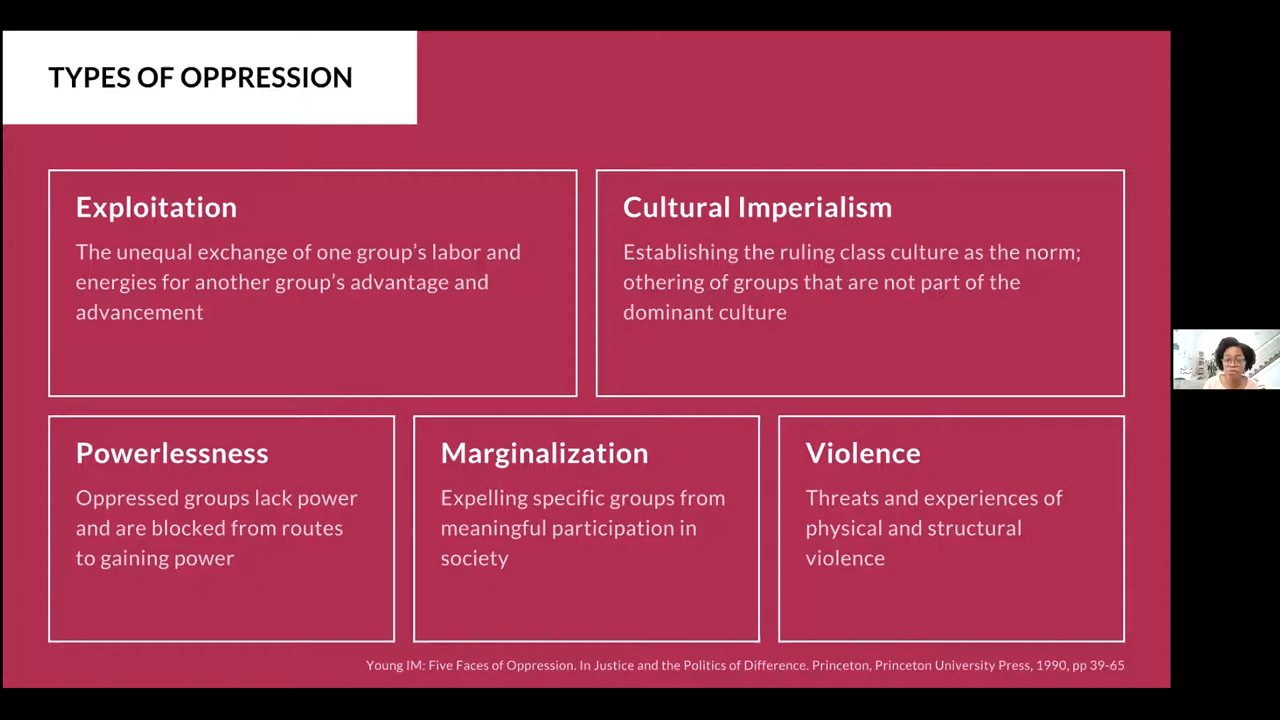 TYPES OF OPPRESSION
Exploitation
The unequal exchange of one group’s labor and
energies for another group’s advantage and
advancement
Cultural Imperialism
Establishing the ruling class culture as the norm;
othering of groups that are not part of the
dominant culture
Powerlessness
Oppressed groups lack power
and are blocked from routes
to gaining power
Marginalization
Expelling specific groups from
meaningful participation in
society
Violence
Threats and experiences of
physical and structural
violence
Young IM: Five Faces of Oppression. In Justice and the Politics of Difference. Princeton, Princeton University Press, 1990, pp 39-65